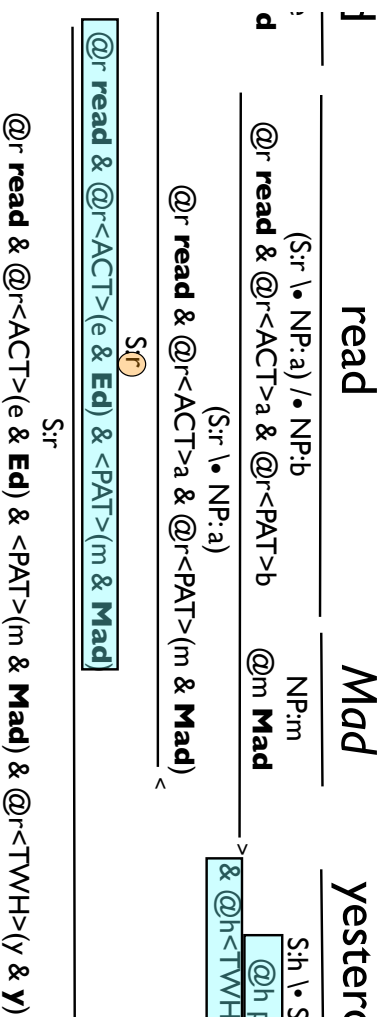 read Mad
(S:r \• NP:a) /• NP:b NP:m S:h \•
@r read & @r<ACT>a & @r<PAT>b @m Mad @h
> & @h<TWH
(S:r \• NP:a)
@r read & @r<ACT>a & @r<PAT>(m & Mad)
<
S:r
@r read & @r<ACT>(e & Ed) & <PAT>(m & Mad)
S:r
@r read & @r<ACT>(e & Ed) & <PAT>(m & Mad) & @r<TWH>(y & y)